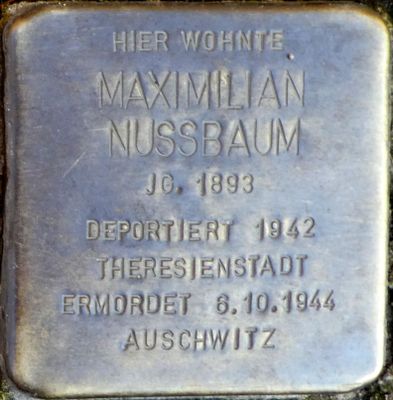 HIER WOHNTE
MAXIMILIAN
NUSSBAUM
JG. 1893
DEPORTIERT 1942
THERESIENSTADT
ERMORDET 6.10.1944
AUSCHWITZ